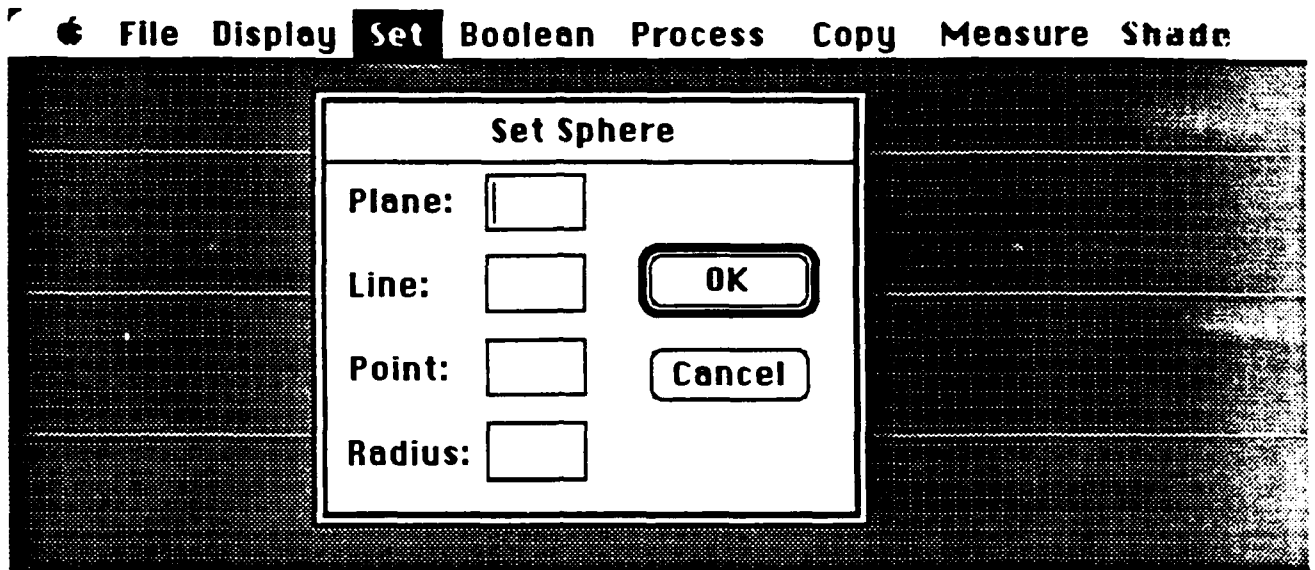 File Display Set Boolean Process Copy Measure Shade
Set Sphere
Plane:
Line:
OK
Point:
Cancel
Radius: